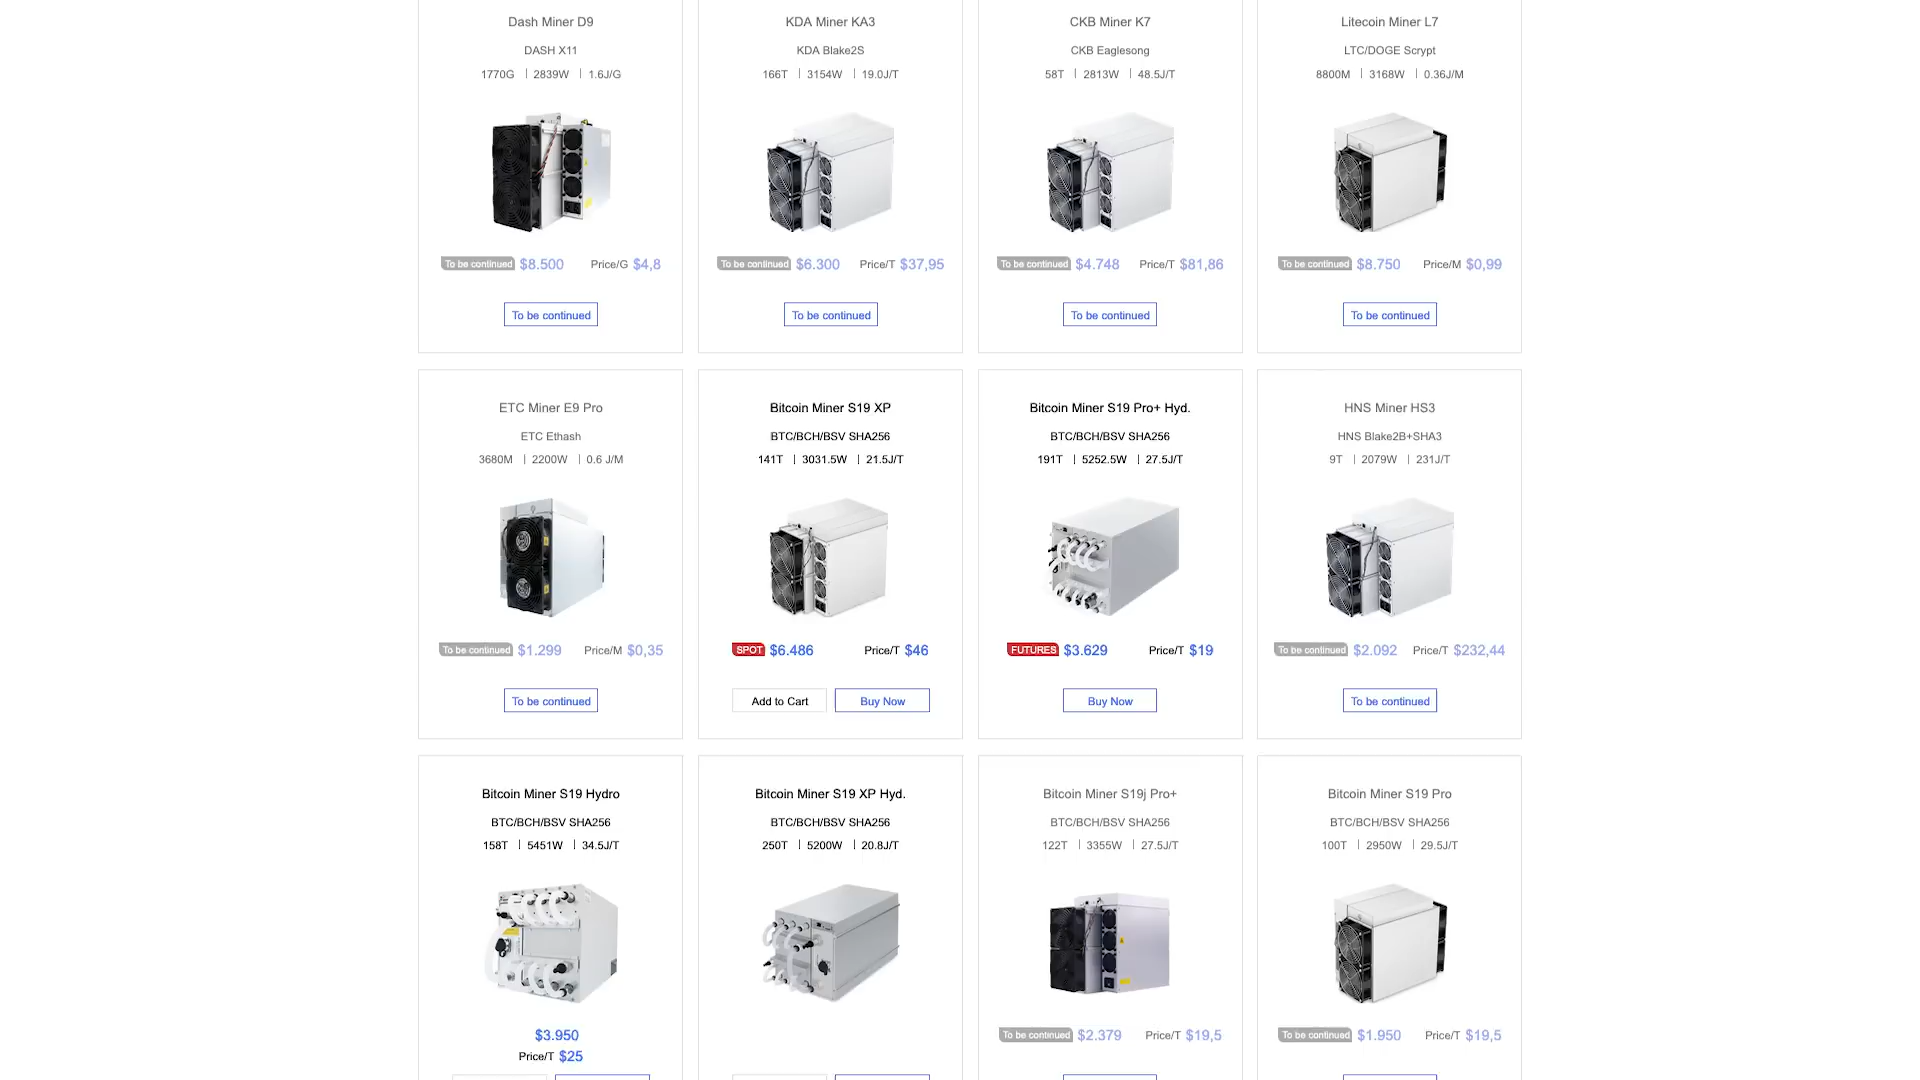 Dash Miner D9
DASH X11
1770G | 2839W | 1.6J/G
To be continued $8.500 Price/G $4,8
To be continued
KDA Miner KA3
KDA Blake2S
166T | 3154W | 19.0J/T
To be continued $6.300 Price/T $37,95
To be continued
CKB Miner K7
CKB Eaglesong
58T | 2813W | 48.5J/T
To be continued $4.748 Price/T $81,86
To be continued
Litecoin Miner L7
LTC/DOGE Scrypt
8800M | 3168W | 0.36J/M
To be continued $8.750 Price/M $0,99
To be continued
ETC Miner E9 Pro
ETC Ethash
3680M | 2200W | 0.6 J/M
To be continued $1.299 Price/M $0,35
To be continued
Bitcoin Miner S19 XP
BTC/BCH/BSV SHA256
141T | 3031.5W | 21.5J/T
SPOT $6.486 Price/T $46
Add to Cart Buy Now
Bitcoin Miner S19 Pro+ Hyd.
BTC/BCH/BSV SHA256
191T | 5252.5W | 27.5J/T
FUTURES $3.629 Price/T $19
Buy Now
HNS Miner HS3
HNS Blake2B+SHA3
9T | 2079W | 231J/T
To be continued $2.092 Price/T $232,44
To be continued
Bitcoin Miner S19 Hydro
BTC/BCH/BSV SHA256
158T | 5451W | 34.5J/T
$3.950
Price/T $25
Bitcoin Miner S19 XP Hyd.
BTC/BCH/BSV SHA256
250T | 5200W | 20.8J/T
Bitcoin Miner S19j Pro+
BTC/BCH/BSV SHA256
122T | 3355W | 27.5J/T
To be continued $2.379 Price/T $19,5
Bitcoin Miner S19 Pro
BTC/BCH/BSV SHA256
100T | 2950W | 29.5J/T
To be continued $1.950 Price/T $19,5